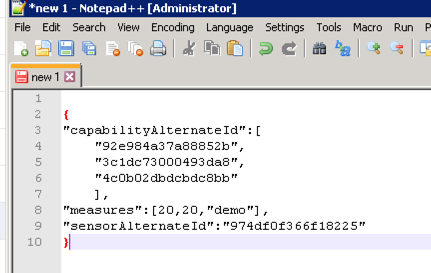 *new 1 - Notepad++ [Administrator]
File Edit Search View Encoding Language Settings Tools Macro Run P
new 1
1
2 {
3 "capabilityAlternateId":[
4 "92e984a37a88852b",
5 "3c1dc73000493da8",
6 "4c0b02dbdcbdc8bb"
7 ],
8 "measures":[20,20,"demo"],
9 "sensorAlternateId":"974df0f366f18225"
10 }